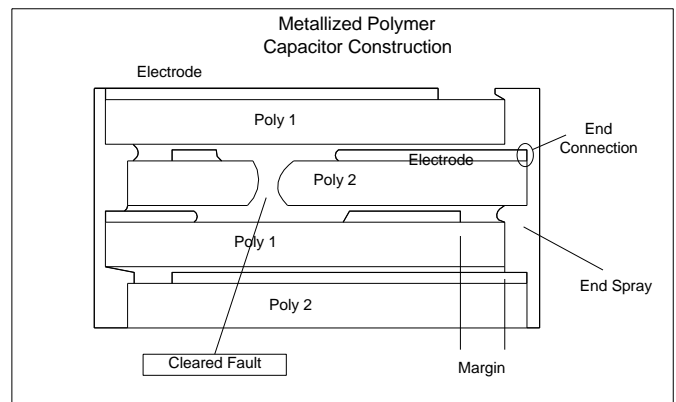 Metallized Polymer
Capacitor Construction
Electrode
Poly 1
End
Connection
Electrode
Poly 2
Poly 1
End Spray
Poly 2
Cleared Fault
Margin